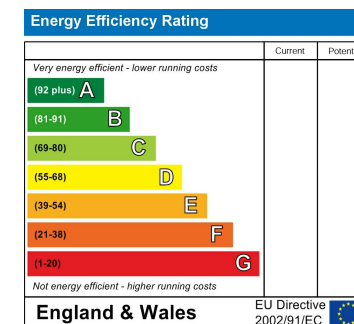 Energy Efficiency Rating
Current Potent
Very energy efficient - lower running costs
(92 plus) A
(81-91) B
(69-80) C
(55-68) D
(39-54) E
(21-38) F
(1-20) G
Not energy efficient - higher running costs
England & Wales
EU Directive
2002/91/EC